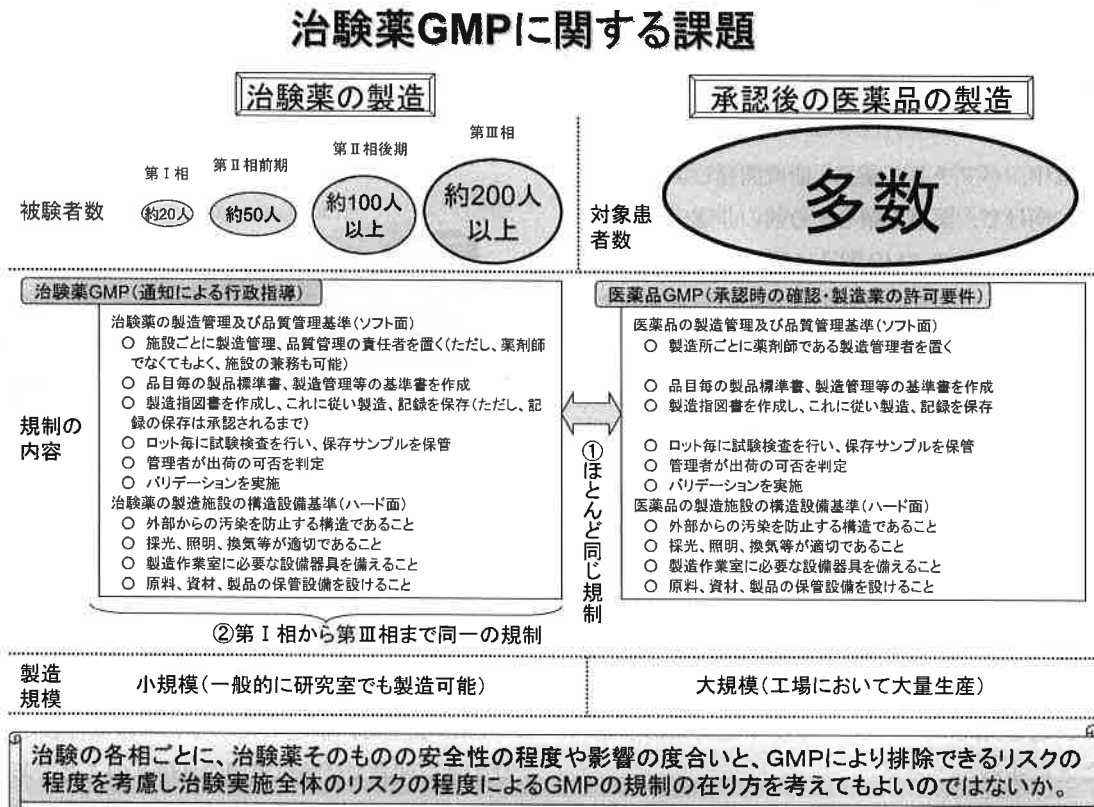 治験薬GMPに関する課題
治験薬の製造
承認後の医薬品の製造
第Ⅰ相
第Ⅱ相前期
第Ⅱ相後期
第Ⅲ相
被験者数
約20人
約50人
約100人
以上
約200人
以上
対象患
者数
多数
治験薬GMP(通知による行政指導)
治験薬の製造管理及び品質管理基準(ソフト面)
○ 施設ごとに製造管理、品質管理の責任者を置く(ただし、薬剤師
でなくてもよく、施設の兼務も可能)
○ 品目毎の製品標準書、製造管理等の基準書を作成
○ 製造指図書を作成し、これに従い製造、記録を保存(ただし、記
録の保存は承認されるまで)
○ ロット毎に試験検査を行い、保存サンプルを保管
○ 管理者が出荷の可否を判定
○ バリデーションを実施
治験薬の製造施設の構造設備基準(ハード面)
○ 外部からの汚染を防止する構造であること
○ 採光、照明、換気等が適切であること
○ 製造作業室に必要な設備器具を備えること
○ 原料、資材、製品の保管設備を設けること
規制の
内容
①ほとんど同じ規制
医薬品GMP(承認時の確認・製造業の許可要件)
医薬品の製造管理及び品質管理基準(ソフト面)
○ 製造所ごとに薬剤師である製造管理者を置く
○ 品目毎の製品標準書、製造管理等の基準書を作成
○ 製造指図書を作成し、これに従い製造、記録を保存
○ ロット毎に試験検査を行い、保存サンプルを保管
○ 管理者が出荷の可否を判定
○ バリデーションを実施
医薬品の製造施設の構造設備基準(ハード面)
○ 外部からの汚染を防止する構造であること
○ 採光、照明、換気等が適切であること
○ 製造作業室に必要な設備器具を備えること
○ 原料、資材、製品の保管設備を設けること
②第Ⅰ相から第Ⅲ相まで同一の規制
製造
規模
小規模(一般的に研究室でも製造可能)
大規模(工場において大量生産)
治験の各相ごとに、治験薬そのものの安全性の程度や影響の度合いと、GMPにより排除できるリスクの
程度を考慮し治験実施全体のリスクの程度によるGMPの規制の在り方を考えてもよいのではないか。